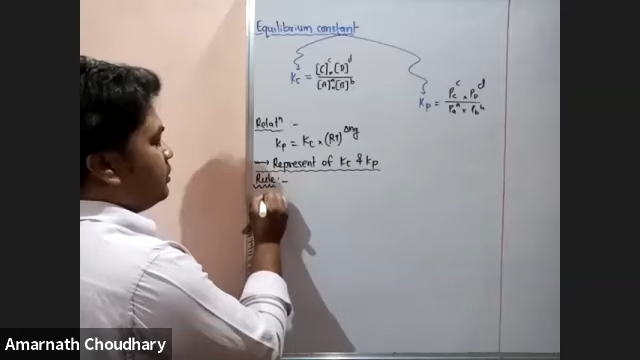 Equilibrium constant
Kc = [C]^c × [D]^d / [A]^a × [B]^b
Kp = Pc^c × PD^d / Pa^a × Pb^b
Relatⁿ -
Kp = Kc × (RT)^Δng
→ Represent of Kc & Kp
Rule :-
Amarnath Choudhary